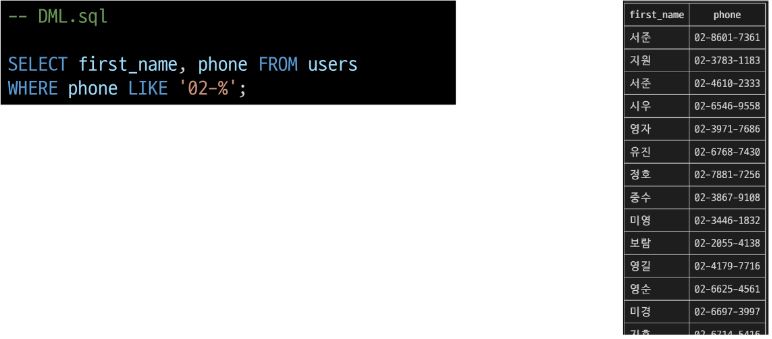 -- DML.sql
SELECT first_name, phone FROM users
WHERE phone LIKE '02-%';
first_name phone
서준 02-8601-7361
지원 02-3783-1183
서준 02-4610-2333
시우 02-6546-9558
영자 02-3971-7686
유진 02-6768-7430
정호 02-7881-7256
중수 02-3867-9108
미영 02-3446-1832
보람 02-2055-4138
영길 02-4179-7716
영순 02-6625-4561
미경 02-6697-3997